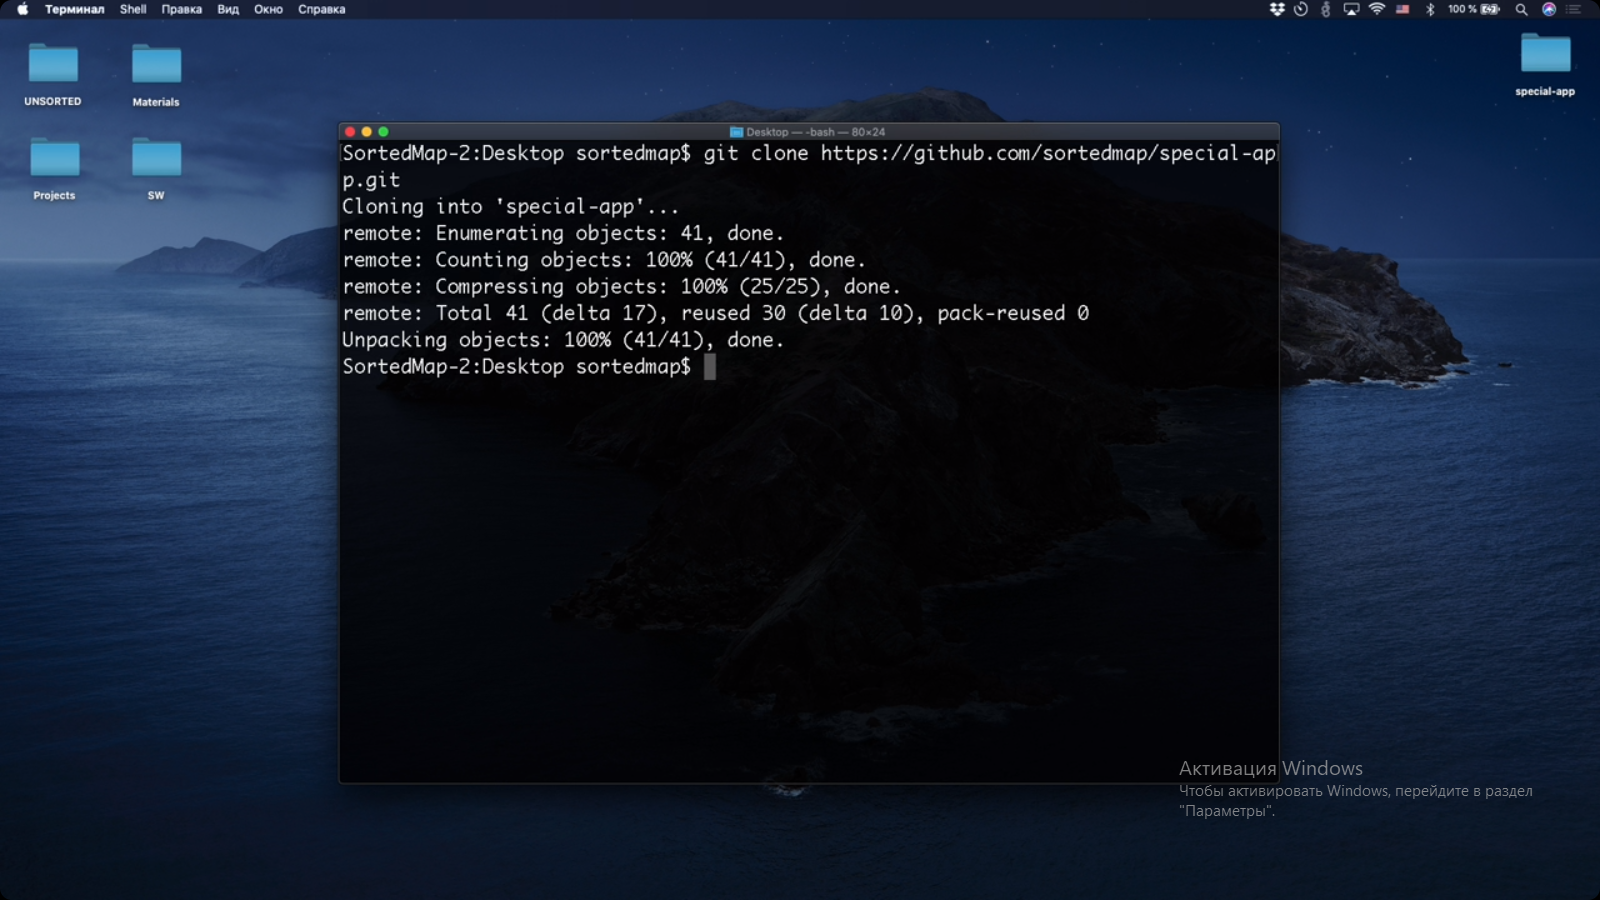 Терминал Shell Правка Вид Окно Справка 100 %
UNSORTED
Materials
special-app
Projects
SW
Desktop — -bash — 80×24
SortedMap-2:Desktop sortedmap$ git clone https://github.com/sortedmap/special-ap
p.git
Cloning into 'special-app'...
remote: Enumerating objects: 41, done.
remote: Counting objects: 100% (41/41), done.
remote: Compressing objects: 100% (25/25), done.
remote: Total 41 (delta 17), reused 30 (delta 10), pack-reused 0
Unpacking objects: 100% (41/41), done.
SortedMap-2:Desktop sortedmap$
Активация Windows
Чтобы активировать Windows, перейдите в раздел
"Параметры".